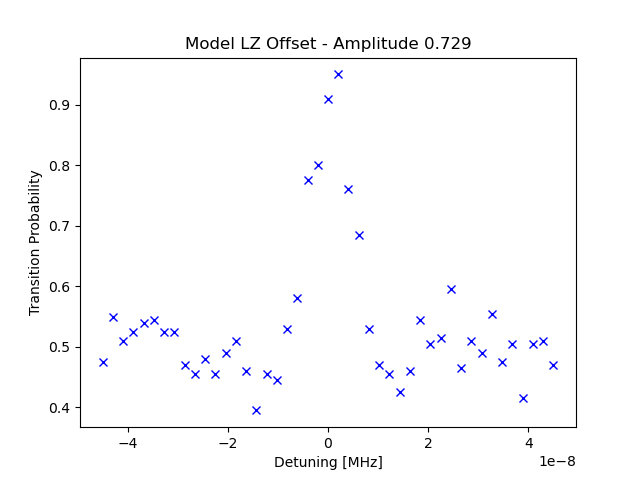 Model LZ Offset - Amplitude 0.729
Transition Probability
0.9
0.8
0.7
0.6
0.5
0.4
−4
−2
0
2
4
1e−8
Detuning [MHz]